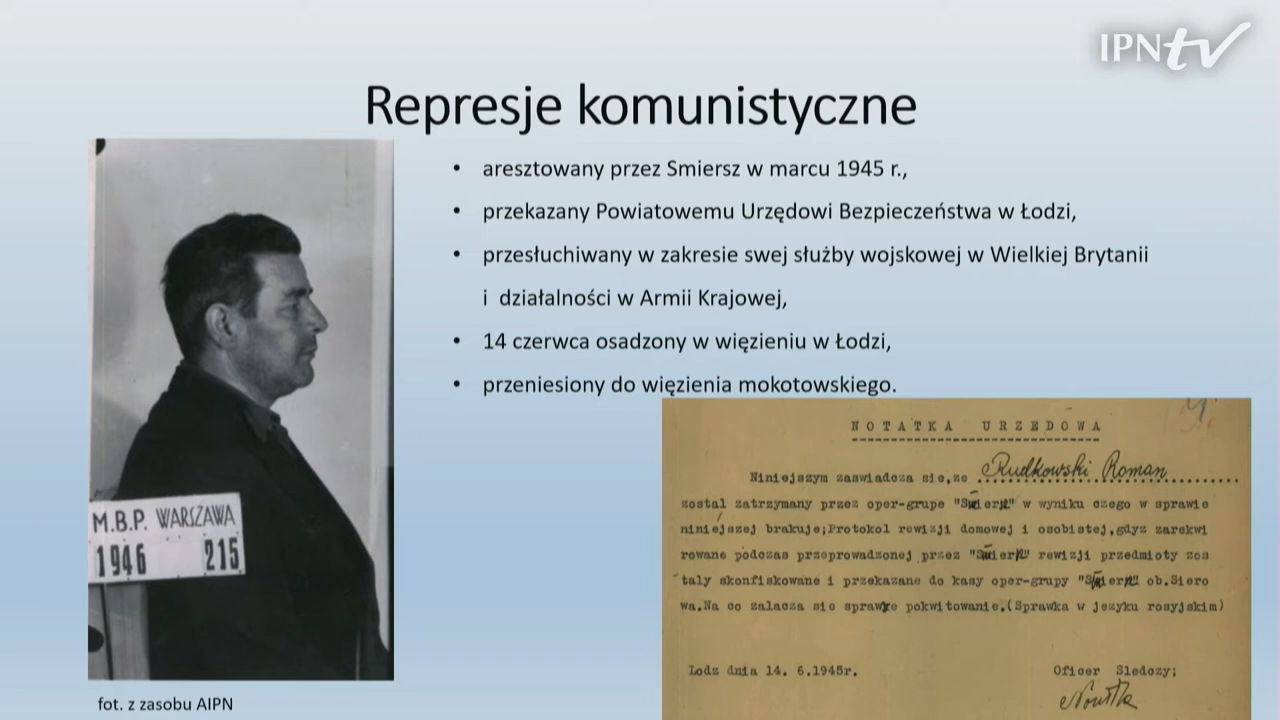 IPNtv
Represje komunistyczne
• aresztowany przez Smiersz w marcu 1945 r.,
• przekazany Powiatowemu Urzędowi Bezpieczeństwa w Łodzi,
• przesłuchiwany w zakresie swej służby wojskowej w Wielkiej Brytanii
i działalności w Armii Krajowej,
• 14 czerwca osadzony w więzieniu w Łodzi,
• przeniesiony do więzienia mokotowskiego.
M.B.P. WARSZAWA
1946 215
fot. z zasobu AIPN
NOTATKA URZEDOWA
Niniejszym zaswiadcza sie,ze Rudkowski Roman
zostal zatrzymany przez oper-grupe " " w wyniku czego w sprawie
niniejszej brakuje;Protokol rewizji domowej i osobistej,gdyz zarekwi
rowane podczas przeprowadzonej przez " " rewizji przedmioty zos
taly skonfiskowane i przekazane do kasy oper-grupy " " ob.Siero
wa.Na co zalacza sie sprawie pokwitowanie.(Sprawka w jezyku rosyjskim)
Lodz dnia 14. 6.1945r.
Oficer Sledczy;